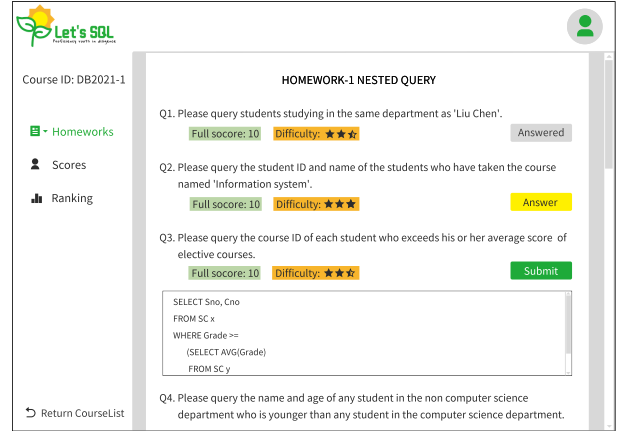 Let's SQL
Proficiency roots in diligence
Course ID: DB2021-1
Homeworks
Scores
Ranking
Return CourseList
HOMEWORK-1 NESTED QUERY
Q1. Please query students studying in the same department as 'Liu Chen'.
Full socore: 10 Difficulty: Answered
Q2. Please query the student ID and name of the students who have taken the course
named 'Information system'.
Full socore: 10 Difficulty: Answer
Q3. Please query the course ID of each student who exceeds his or her average score of
elective courses.
Full socore: 10 Difficulty: Submit
SELECT Sno, Cno
FROM SC x
WHERE Grade >=
(SELECT AVG(Grade)
FROM SC y
Q4. Please query the name and age of any student in the non computer science
department who is younger than any student in the computer science department.